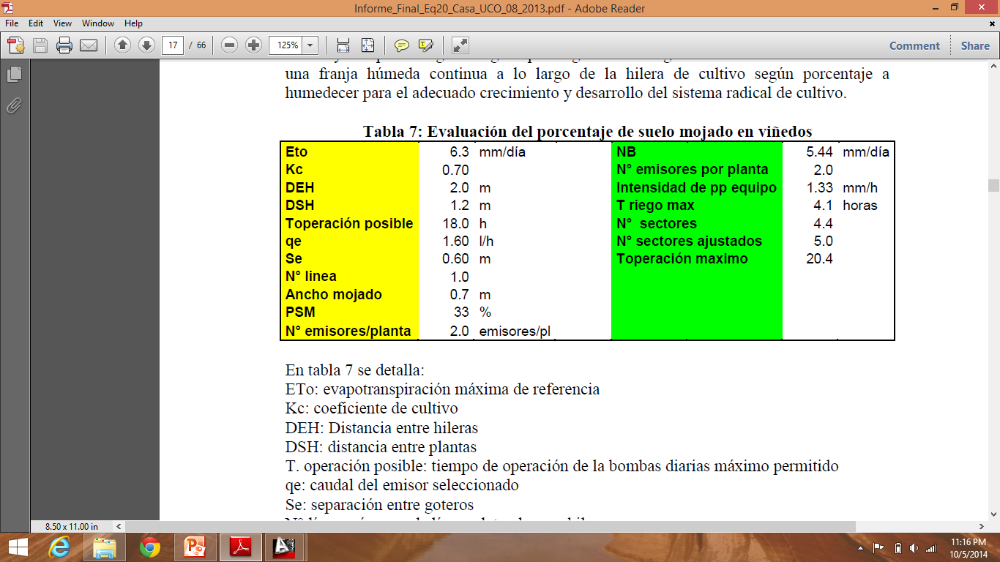 Informe_Final_Eq20_Casa_UCO_08_2013.pdf - Adobe Reader
File Edit View Window Help
17 / 66 125% Comment Share
una franja húmeda continua a lo largo de la hilera de cultivo según porcentaje a
humedecer para el adecuado crecimiento y desarrollo del sistema radical de cultivo.
Tabla 7: Evaluación del porcentaje de suelo mojado en viñedos
Eto 6.3 mm/día NB 5.44 mm/día
Kc 0.70 N° emisores por planta 2.0
DEH 2.0 m Intensidad de pp equipo 1.33 mm/h
DSH 1.2 m T riego max 4.1 horas
Toperación posible 18.0 h N° sectores 4.4
qe 1.60 l/h N° sectores ajustados 5.0
Se 0.60 m Toperación maximo 20.4
N° linea 1.0
Ancho mojado 0.7 m
PSM 33 %
N° emisores/planta 2.0 emisores/pl
En tabla 7 se detalla:
ETo: evapotranspiración máxima de referencia
Kc: coeficiente de cultivo
DEH: Distancia entre hileras
DSH: distancia entre plantas
T. operación posible: tiempo de operación de la bombas diarias máximo permitido
qe: caudal del emisor seleccionado
Se: separación entre goteros
8.50 x 11.00 in
11:16 PM
10/5/2014